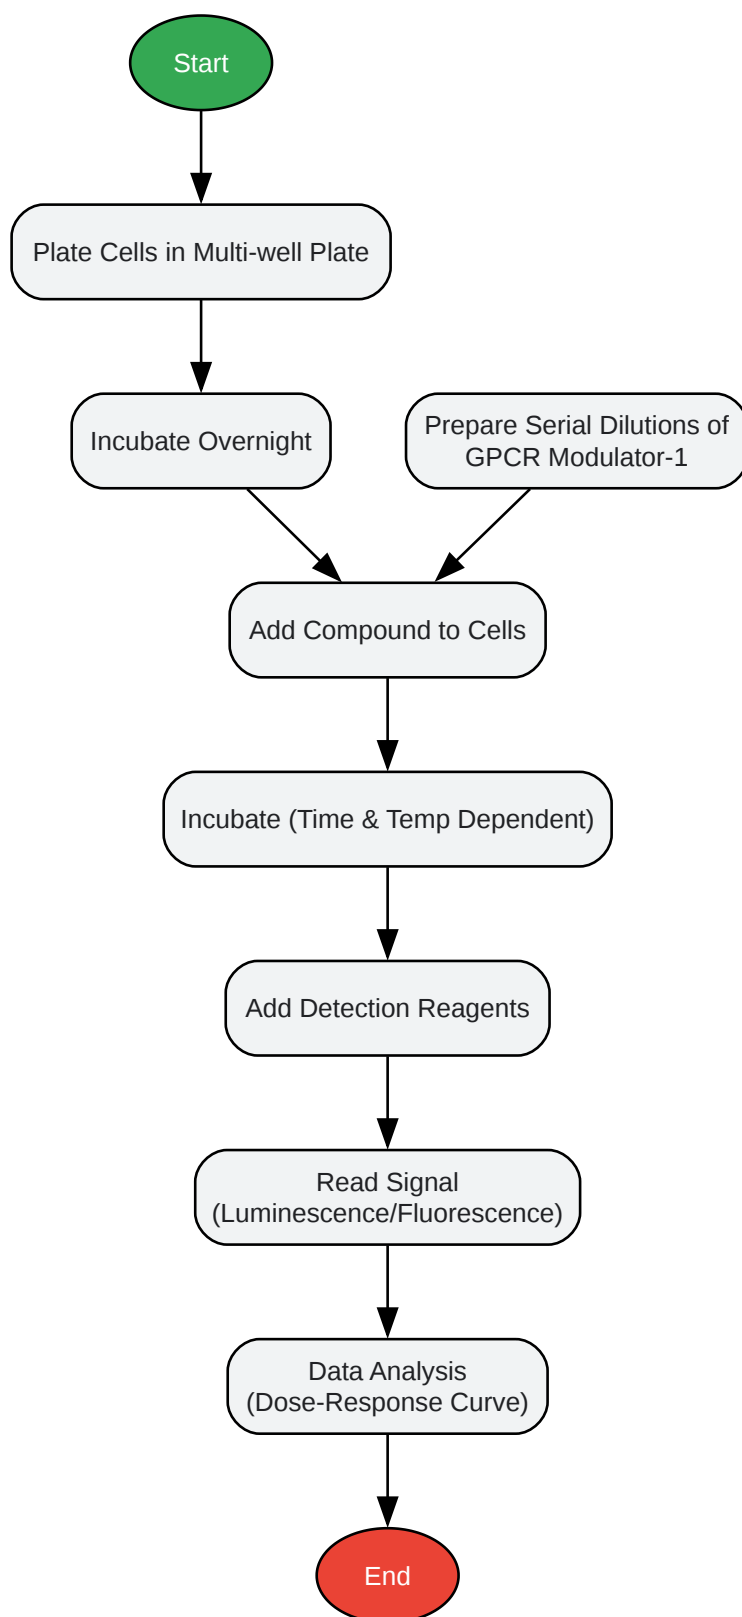 Start
Plate Cells in Multi-well Plate
Incubate Overnight
Prepare Serial Dilutions of
GPCR Modulator-1
Add Compound to Cells
Incubate (Time & Temp Dependent)
Add Detection Reagents
Read Signal
(Luminescence/Fluorescence)
Data Analysis
(Dose-Response Curve)
End